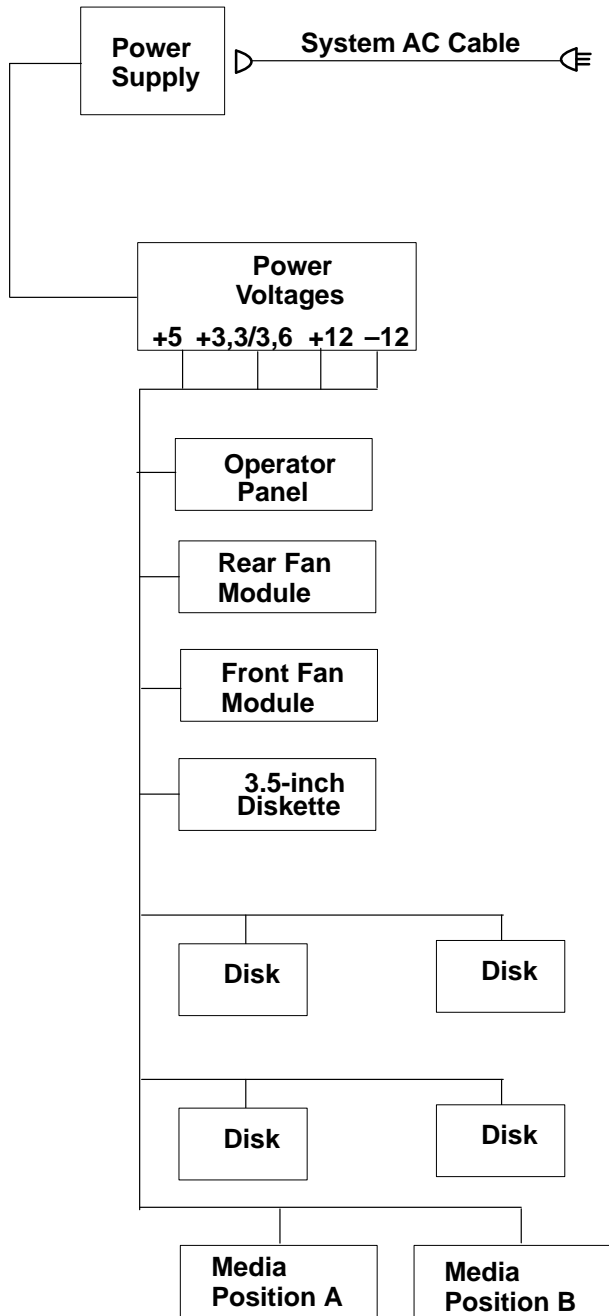 Power
Supply
System AC Cable
Power
Voltages
+5 +3,3/3,6 +12 –12
Operator
Panel
Rear Fan
Module
Front Fan
Module
3.5-inch
Diskette
Disk
Disk
Disk
Disk
Media
Position A
Media
Position B